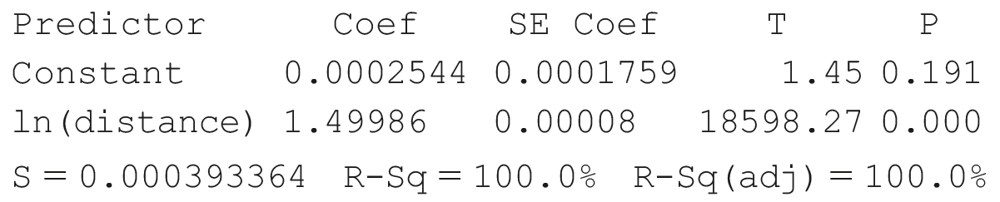 Predictor Coef SE Coef T P
Constant 0.0002544 0.0001759 1.45 0.191
ln(distance) 1.49986 0.00008 18598.27 0.000
S = 0.000393364 R-Sq = 100.0% R-Sq(adj) = 100.0%